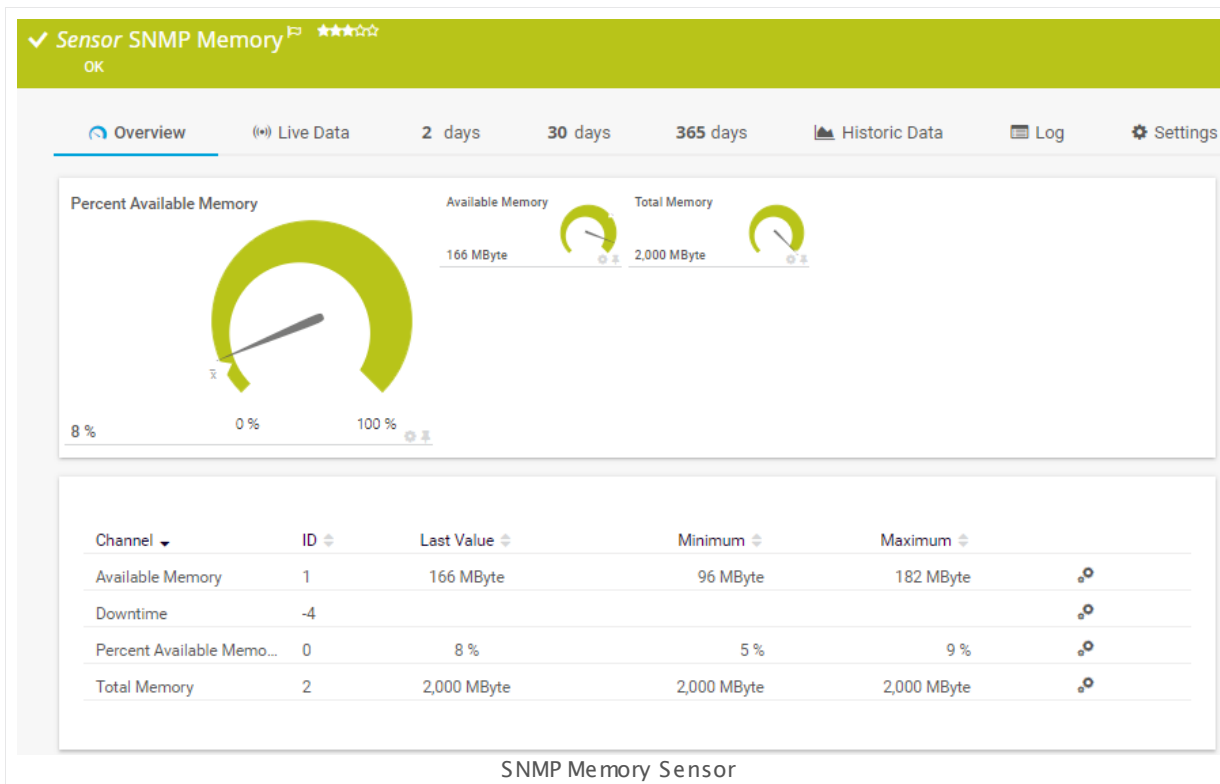 Sensor SNMP Memory
OK
Overview Live Data 2 days 30 days 365 days Historic Data Log Settings
Percent Available Memory
8 %
0 %
100 %
Available Memory
166 MByte
Total Memory
2,000 MByte
x̄
Channel ID Last Value Minimum Maximum
Available Memory 1 166 MByte 96 MByte 182 MByte
Downtime -4
Percent Available Memo... 0 8 % 5 % 9 %
Total Memory 2 2,000 MByte 2,000 MByte 2,000 MByte
SNMP Memory Sensor